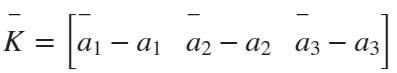 K̄ = [ā₁ − a₁ ā₂ − a₂ ā₃ − a₃]